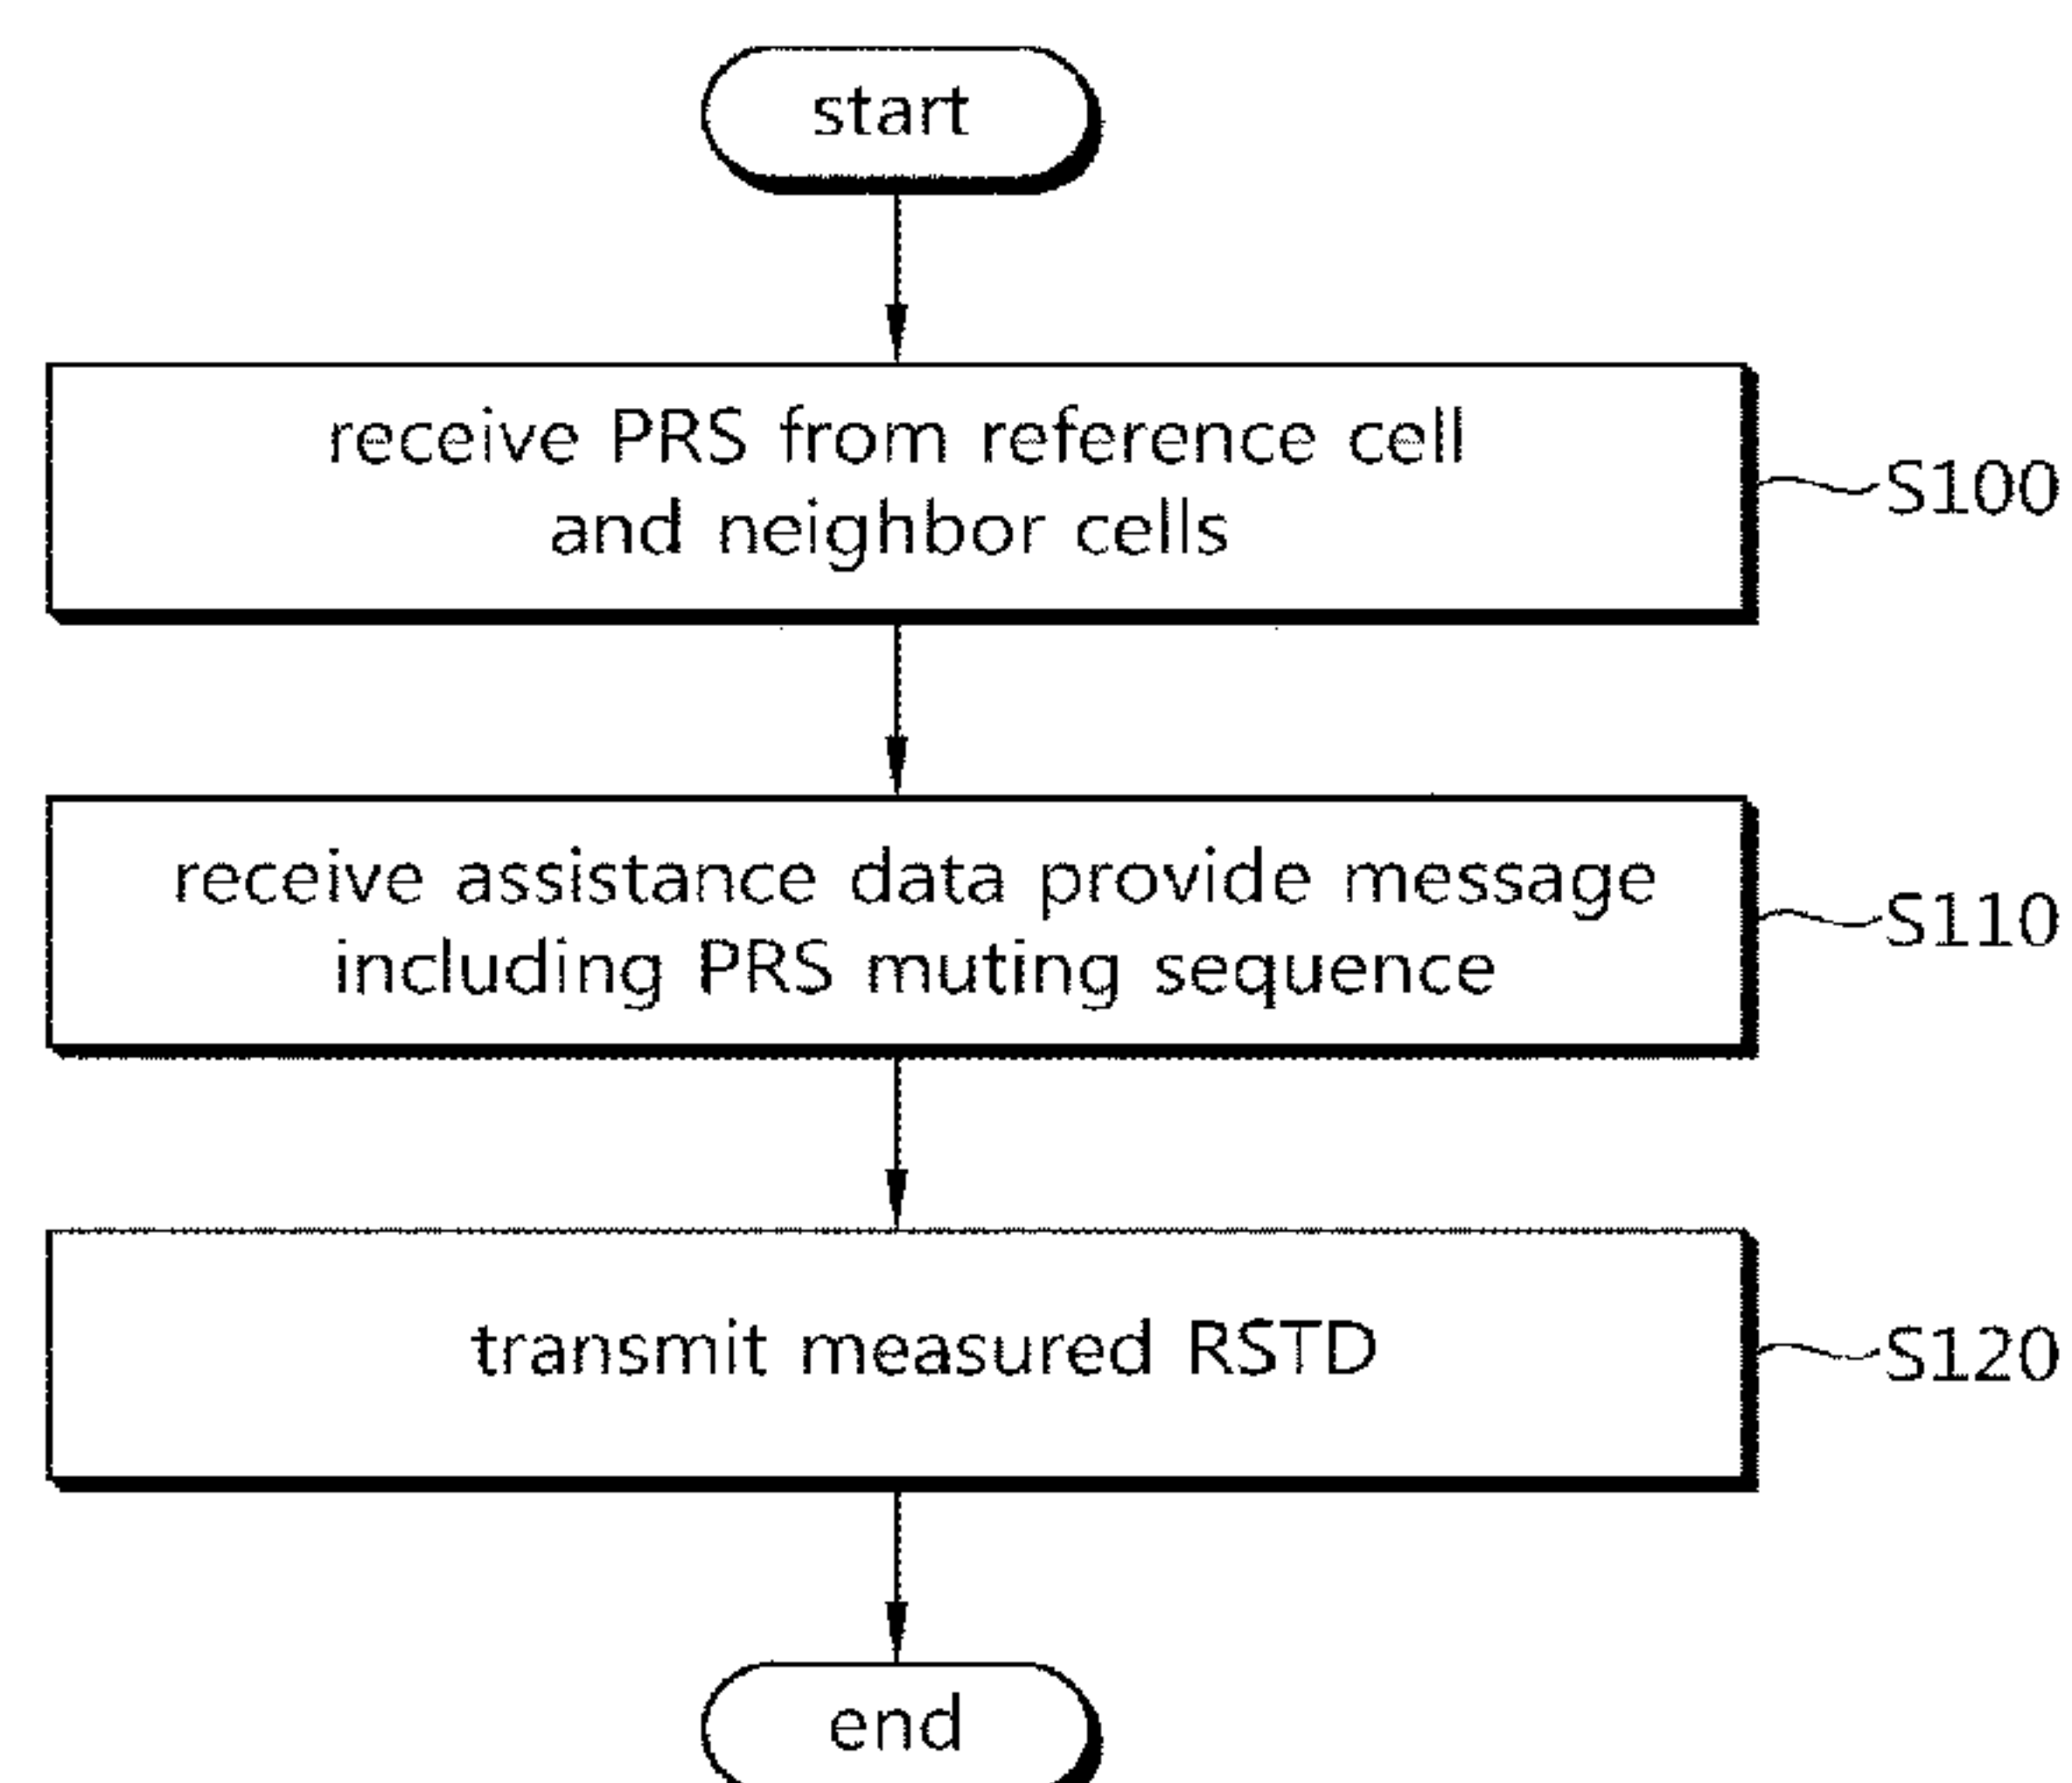 start
receive PRS from reference cell
and neighbor cells
S100
receive assistance data provide message
including PRS muting sequence
S110
transmit measured RSTD
S120
end